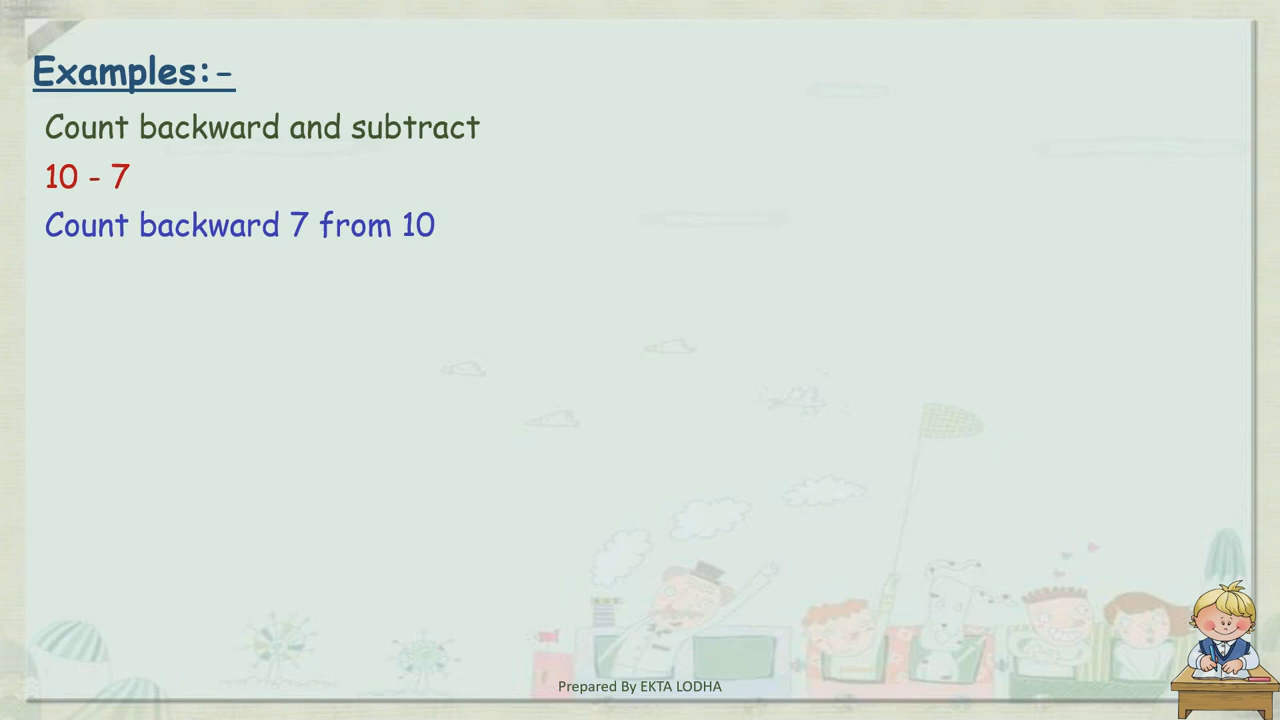 Examples:-
Count backward and subtract
10 - 7
Count backward 7 from 10
Prepared By EKTA LODHA